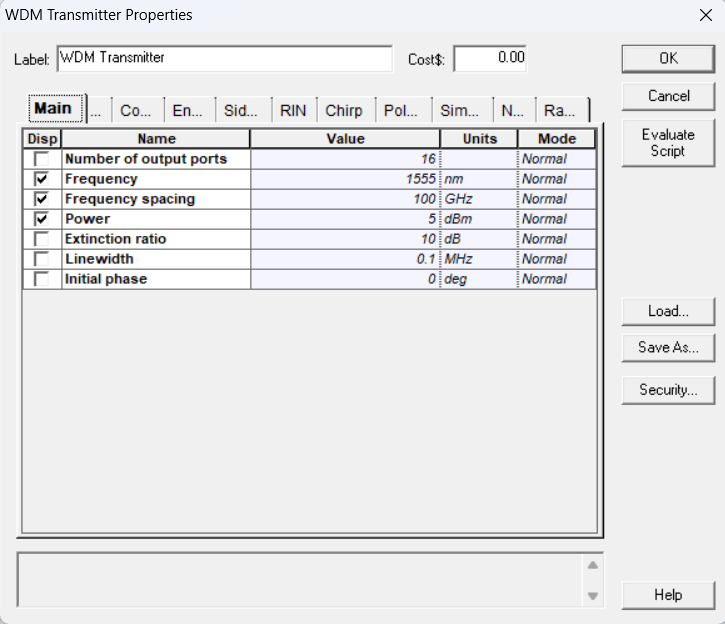 WDM Transmitter Properties
Label: WDM Transmitter Cost$: 0.00 OK
Cancel
Evaluate Script
Main ... Co... En... Sid... RIN Chirp Pol... Sim... N... Ra...
Disp Name Value Units Mode
Number of output ports 16 Normal
Frequency 1555 nm Normal
Frequency spacing 100 GHz Normal
Power 5 dBm Normal
Extinction ratio 10 dB Normal
Linewidth 0.1 MHz Normal
Initial phase 0 deg Normal
Load...
Save As...
Security...
Help